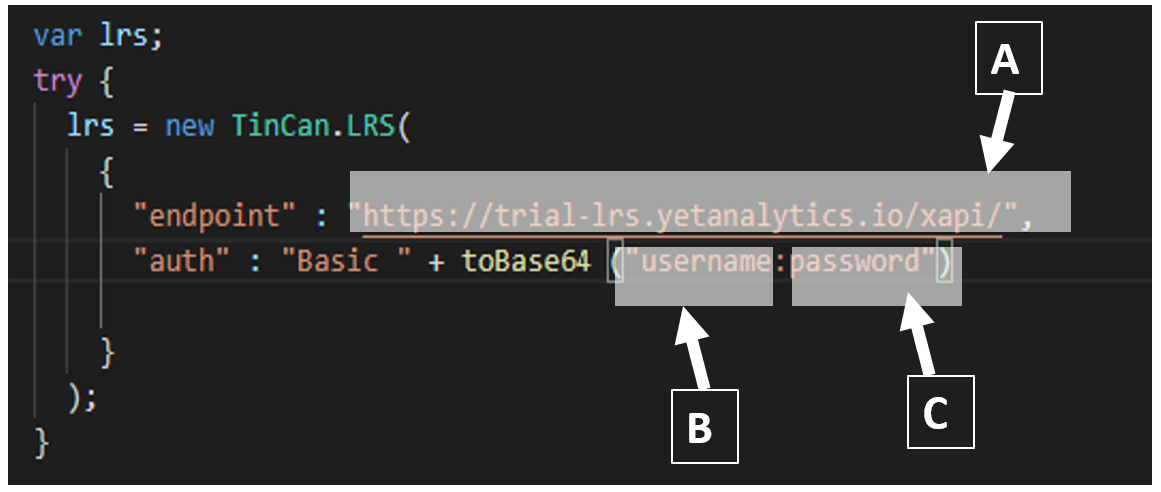 var lrs;
A
try {
lrs = new TinCan.LRS(
{
"endpoint" : "https://trial-lrs.yetanalytics.io/xapi/",
"auth" : "Basic " + toBase64 ("username:password")
}
B
C
);
}